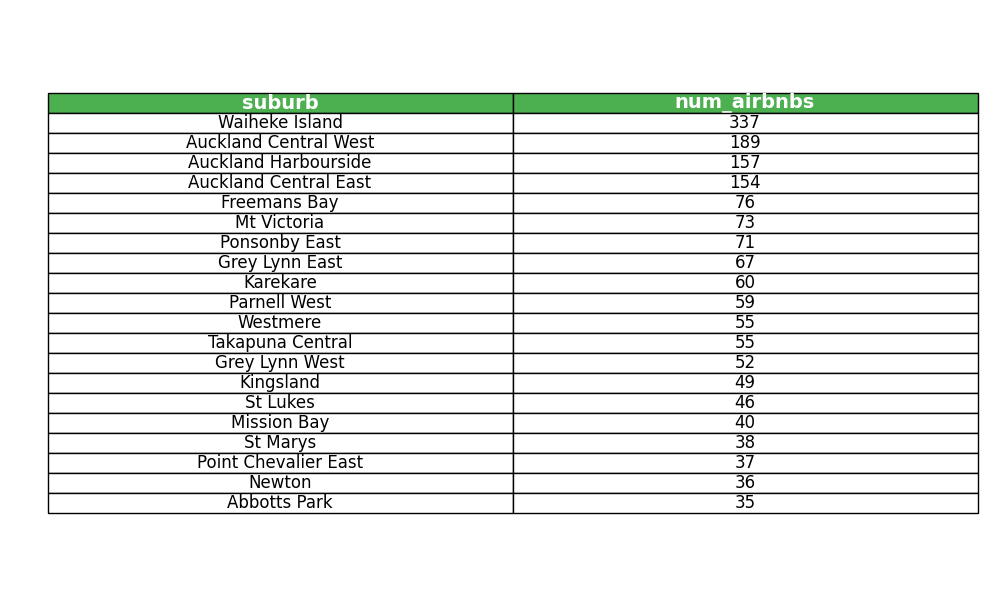 suburb num_airbnbs
Waiheke Island 337
Auckland Central West 189
Auckland Harbourside 157
Auckland Central East 154
Freemans Bay 76
Mt Victoria 73
Ponsonby East 71
Grey Lynn East 67
Karekare 60
Parnell West 59
Westmere 55
Takapuna Central 55
Grey Lynn West 52
Kingsland 49
St Lukes 46
Mission Bay 40
St Marys 38
Point Chevalier East 37
Newton 36
Abbotts Park 35